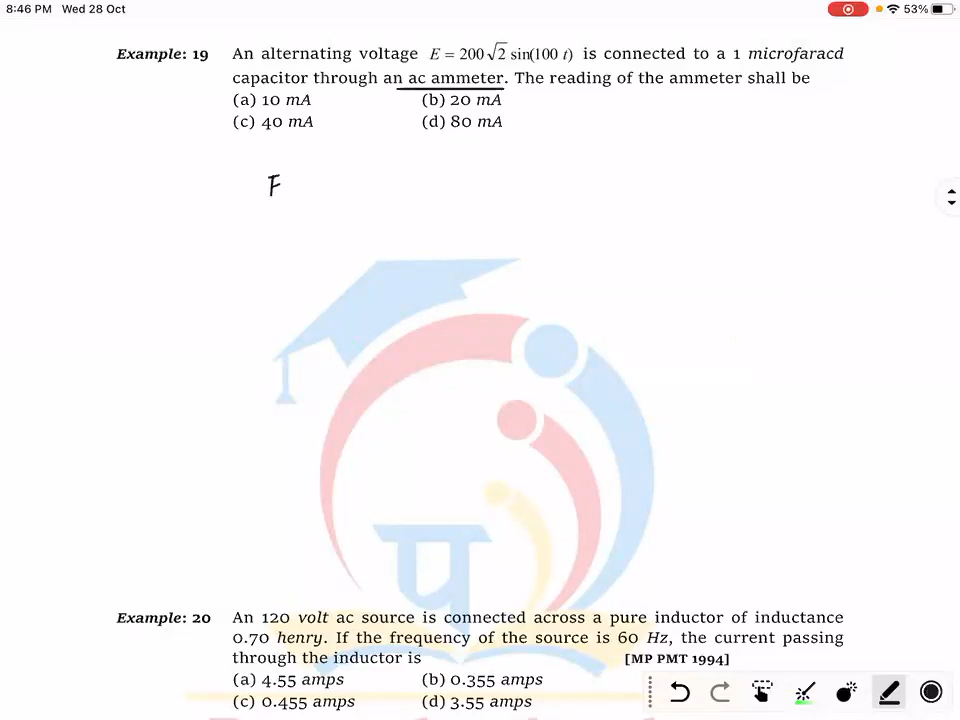 8:46 PM Wed 28 Oct 53%
Example: 19 An alternating voltage E = 200√2 sin(100 t) is connected to a 1 microfaracd
capacitor through an ac ammeter. The reading of the ammeter shall be
(a) 10 mA (b) 20 mA
(c) 40 mA (d) 80 mA
F
प
Example: 20 An 120 volt ac source is connected across a pure inductor of inductance
0.70 henry. If the frequency of the source is 60 Hz, the current passing
through the inductor is [MP PMT 1994]
(a) 4.55 amps (b) 0.355 amps
(c) 0.455 amps (d) 3.55 amps